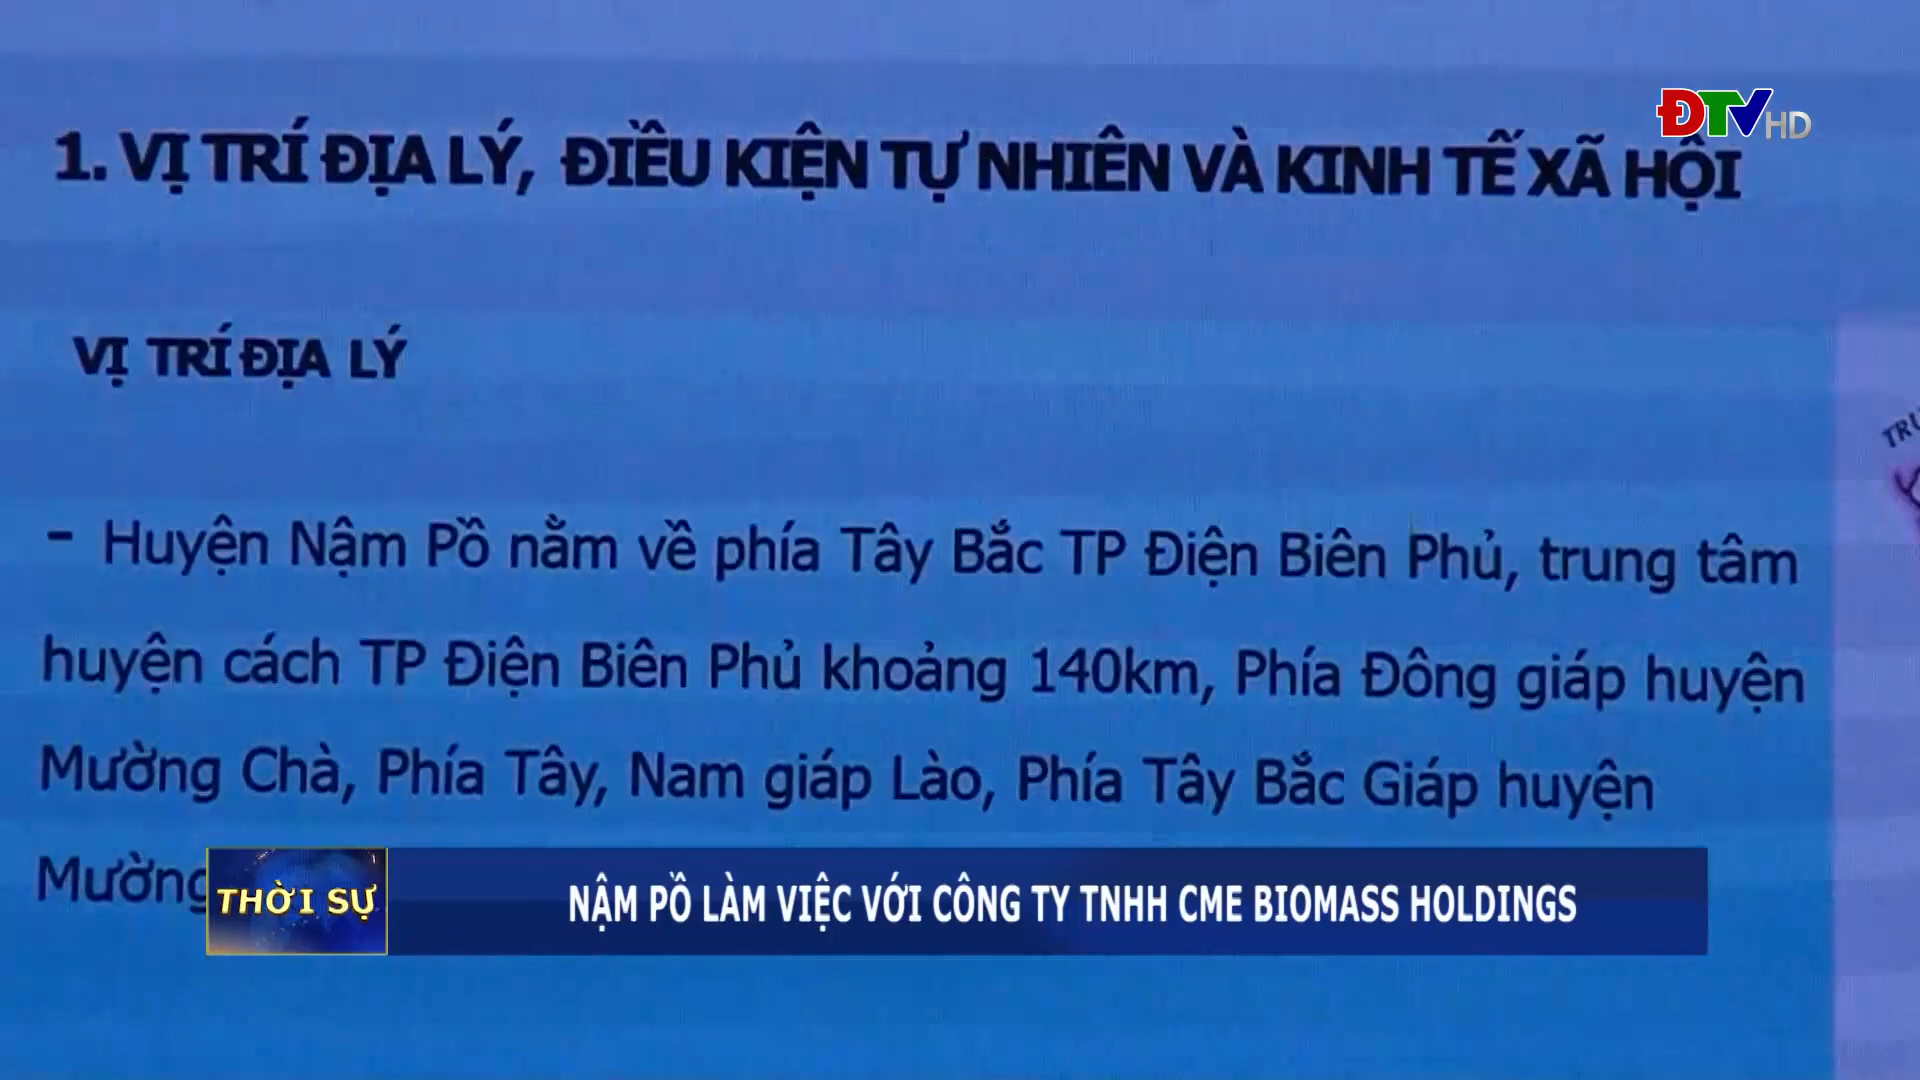 ĐTV HD
1. VỊ TRÍ ĐỊA LÝ, ĐIỀU KIỆN TỰ NHIÊN VÀ KINH TẾ XÃ HỘI
VỊ TRÍ ĐỊA LÝ
- Huyện Nậm Pồ nằm về phía Tây Bắc TP Điện Biên Phủ, trung tâm
huyện cách TP Điện Biên Phủ khoảng 140km, Phía Đông giáp huyện
Mường Chà, Phía Tây, Nam giáp Lào, Phía Tây Bắc Giáp huyện
Mường
THỜI SỰ
NẬM PỒ LÀM VIỆC VỚI CÔNG TY TNHH CME BIOMASS HOLDINGS